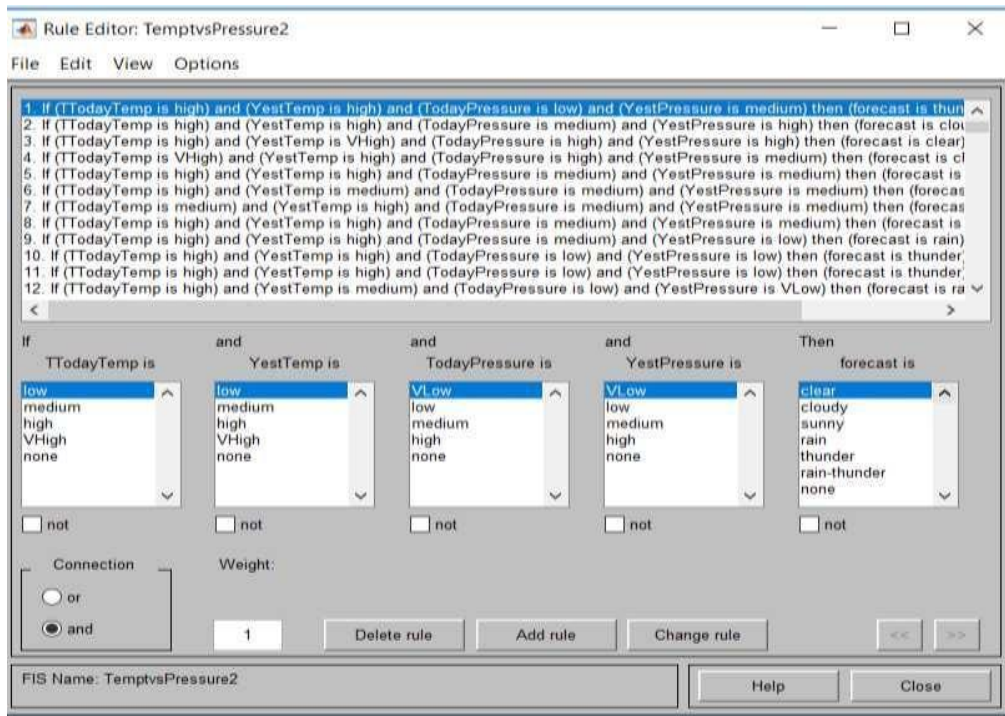 Rule Editor: TemptvsPressure2
File Edit View Options
1. If (TTodayTemp is high) and (YestTemp is high) and (TodayPressure is low) and (YestPressure is medium) then (forecast is thun
2. If (TTodayTemp is high) and (YestTemp is high) and (TodayPressure is medium) and (YestPressure is high) then (forecast is clou
3. If (TTodayTemp is high) and (YestTemp is VHigh) and (TodayPressure is high) and (YestPressure is high) then (forecast is clear)
4. If (TTodayTemp is VHigh) and (YestTemp is high) and (TodayPressure is high) and (YestPressure is medium) then (forecast is cl
5. If (TTodayTemp is high) and (YestTemp is high) and (TodayPressure is high) and (YestPressure is medium) then (forecast is
6. If (TTodayTemp is high) and (YestTemp is medium) and (TodayPressure is medium) and (YestPressure is medium) then (forecas
7. If (TTodayTemp is medium) and (YestTemp is high) and (TodayPressure is medium) and (YestPressure is medium) then (forecas
8. If (TTodayTemp is high) and (YestTemp is high) and (TodayPressure is medium) and (YestPressure is medium) then (forecast is
9. If (TTodayTemp is high) and (YestTemp is high) and (TodayPressure is medium) and (YestPressure is low) then (forecast is rain)
10. If (TTodayTemp is high) and (YestTemp is high) and (TodayPressure is low) and (YestPressure is low) then (forecast is thunder
11. If (TTodayTemp is high) and (YestTemp is high) and (TodayPressure is low) and (YestPressure is low) then (forecast is thunder
12. If (TTodayTemp is high) and (YestTemp is medium) and (TodayPressure is low) and (YestPressure is VLow) then (forecast is ra
If and and and Then
TTodayTemp is YestTemp is TodayPressure is YestPressure is forecast is
low low VLow VLow clear
medium medium low low cloudy
high high medium medium sunny
VHigh VHigh high high rain
none none none none thunder
rain-thunder
none
not not not not not
Connection Weight:
or
and 1 Delete rule Add rule Change rule << >>
FIS Name: TemptvsPressure2 Help Close